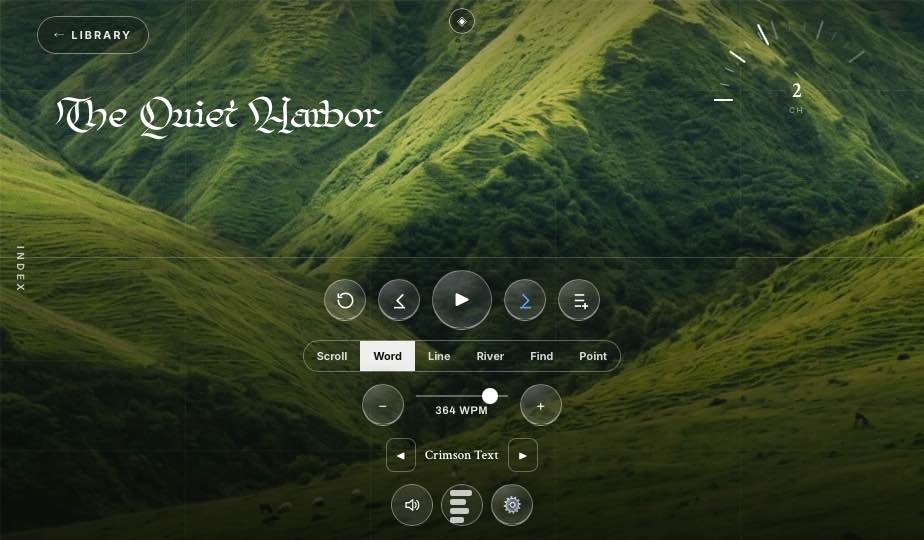 ← LIBRARY
2
CH
The Quiet Harbor
INDEX
Scroll Word Line River Find Point
− 364 WPM +
◀ Crimson Text ▶